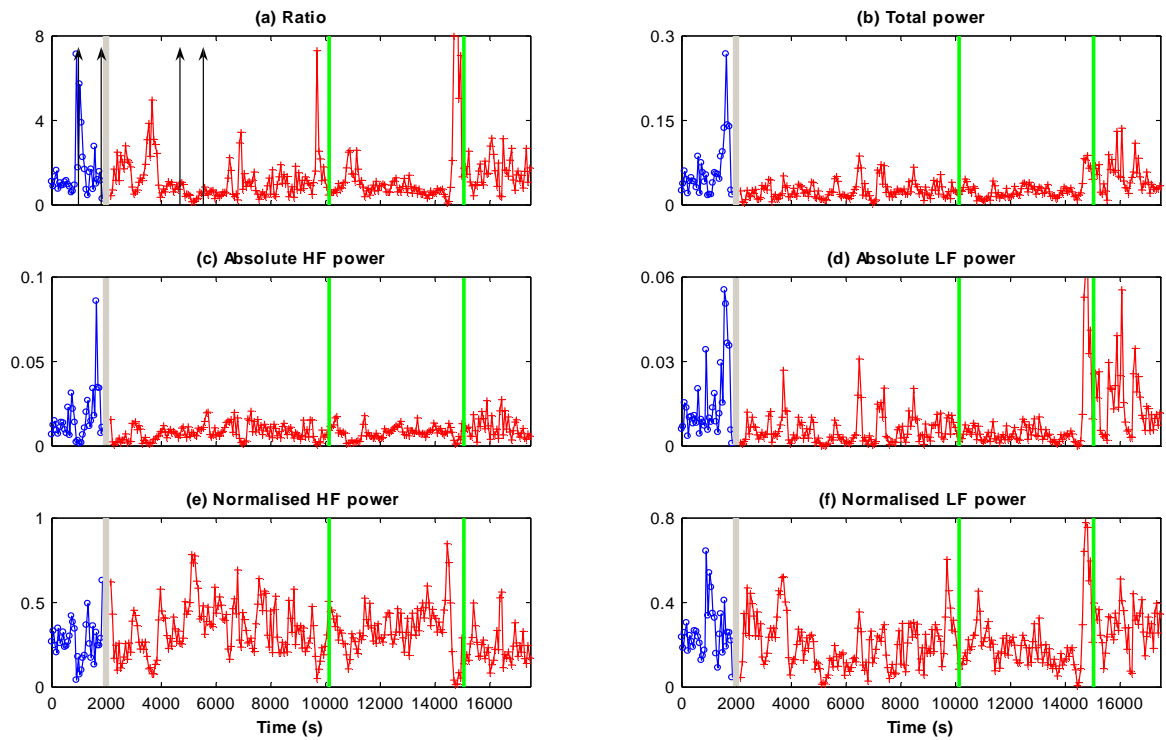 (a) Ratio
(b) Total power
8
4
0
0.3
0.15
0
(c) Absolute HF power
(d) Absolute LF power
0.1
0.05
0
0.06
0.03
0
(e) Normalised HF power
(f) Normalised LF power
1
0.5
0
0.8
0.4
0
0 2000 4000 6000 8000 10000 12000 14000 16000
0 2000 4000 6000 8000 10000 12000 14000 16000
Time (s)
Time (s)